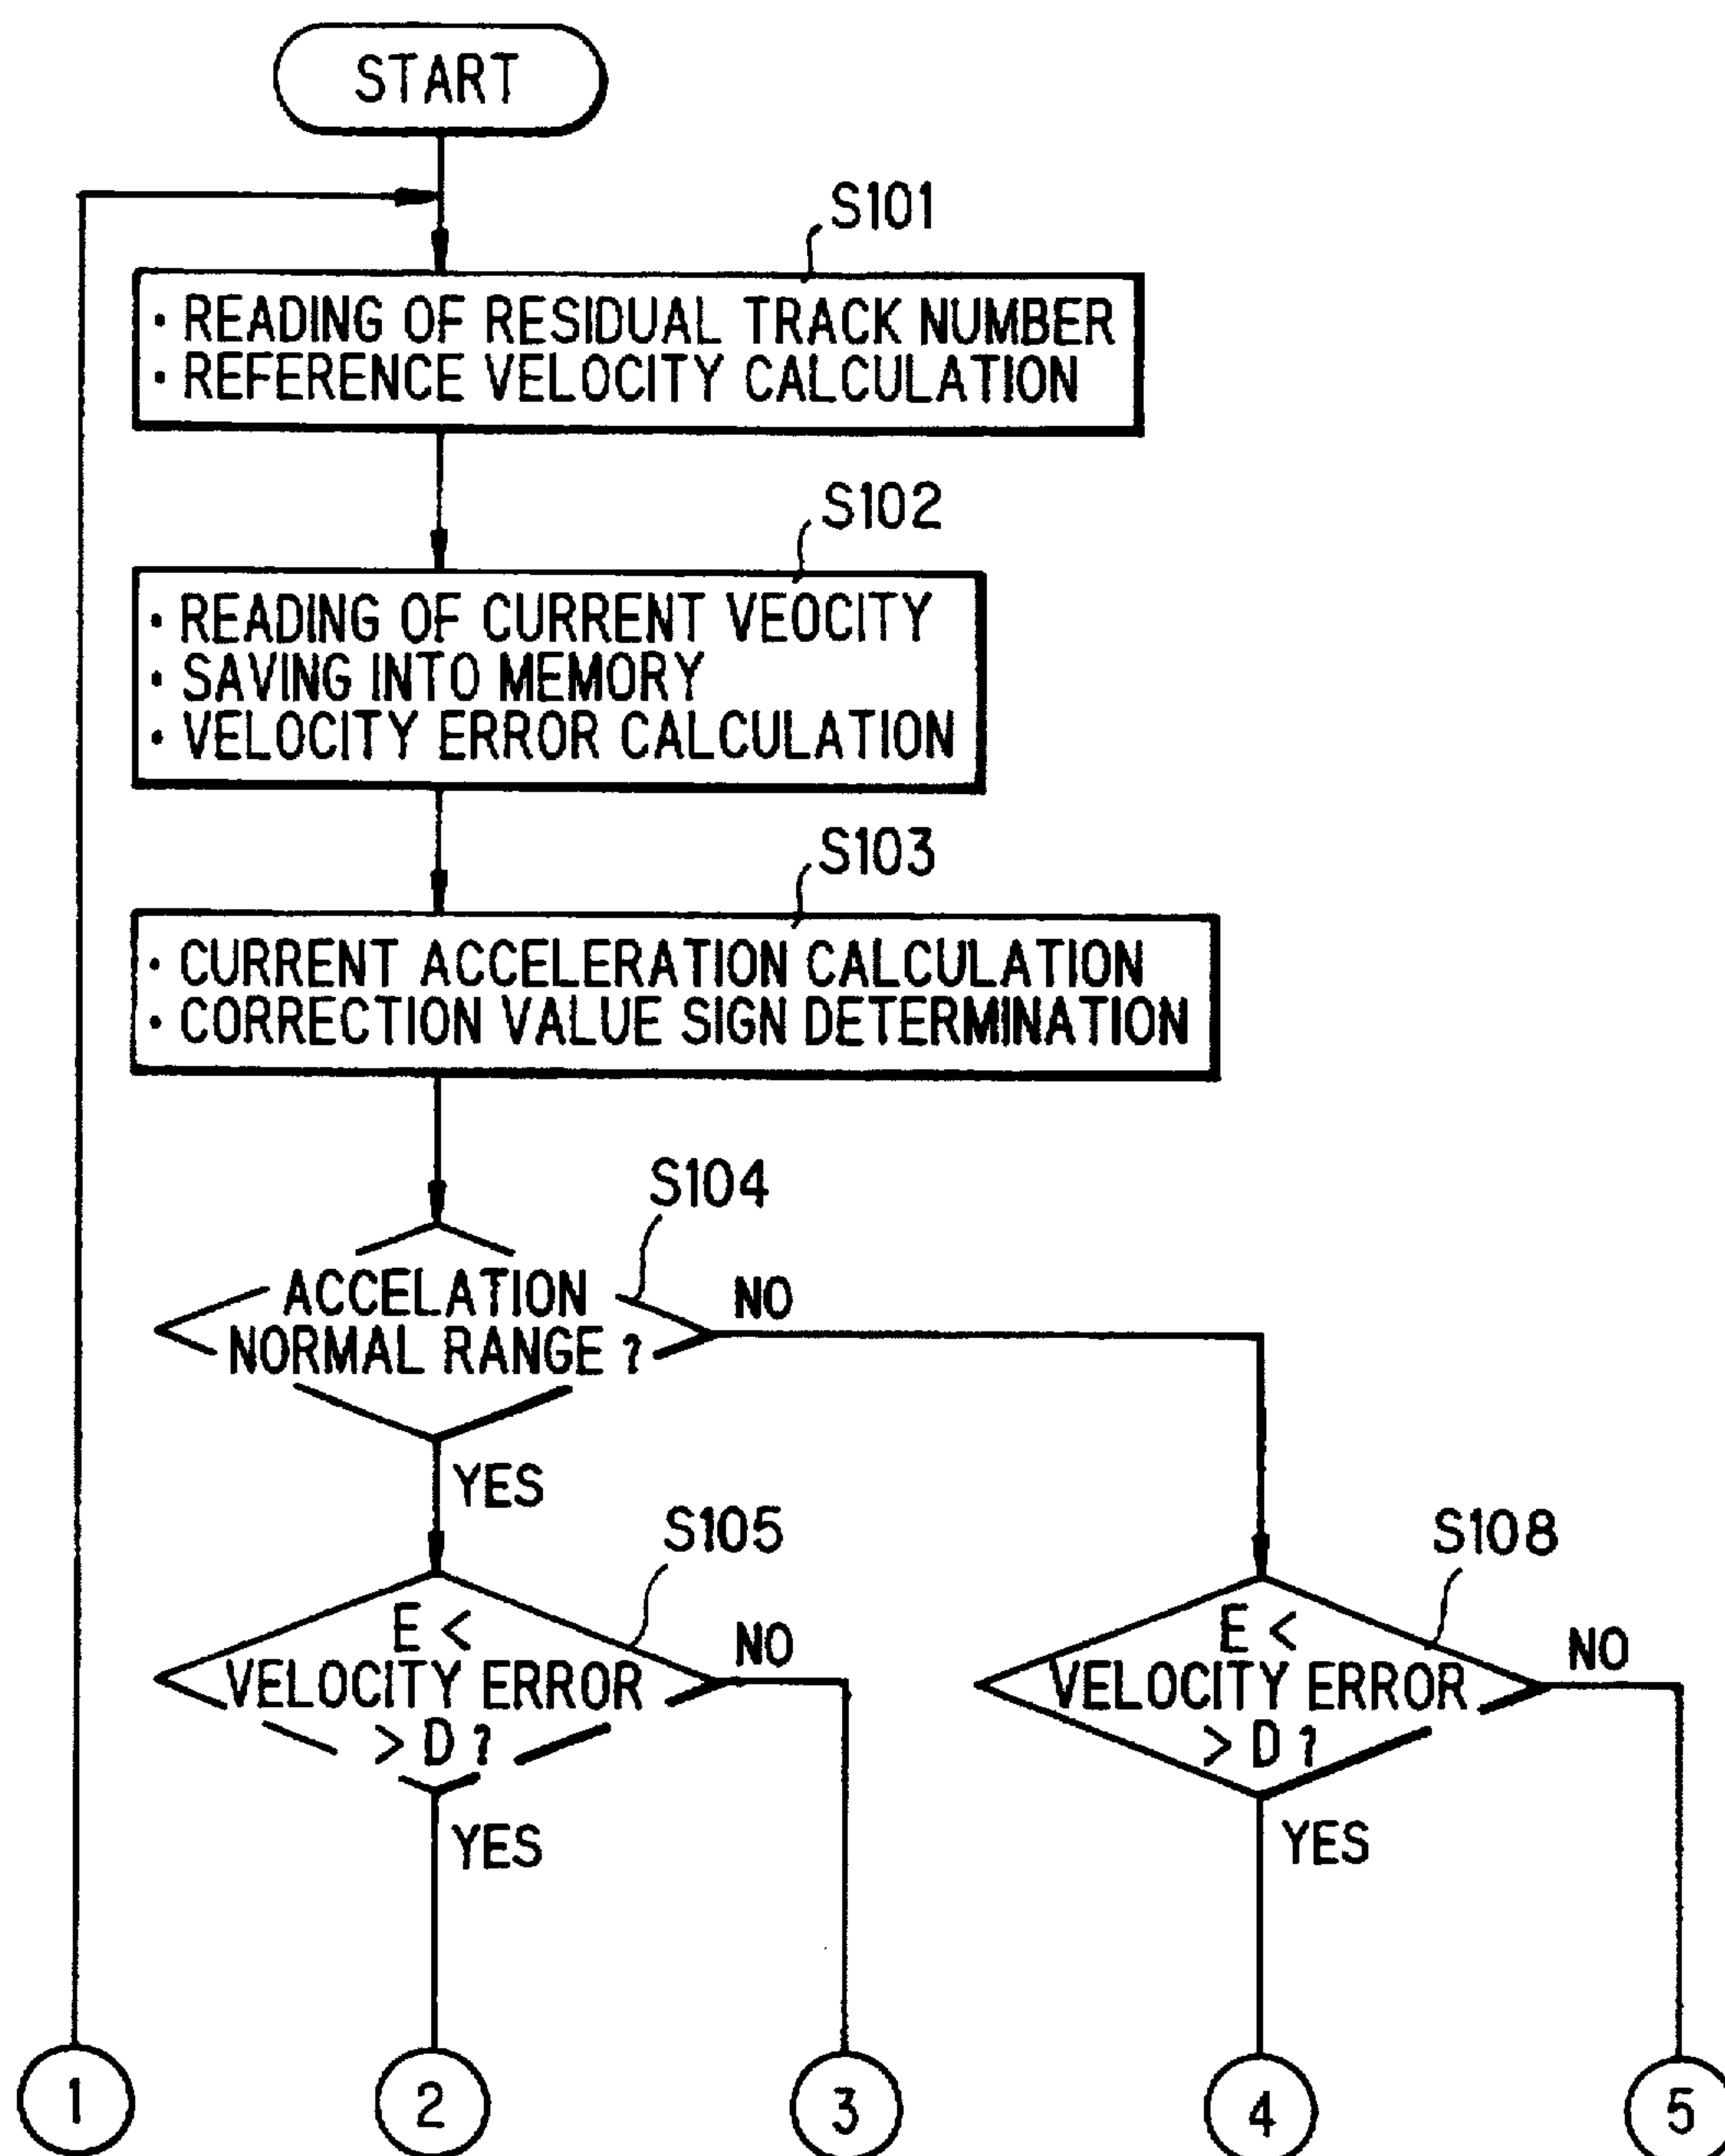 START
S101
· READING OF RESIDUAL TRACK NUMBER
· REFERENCE VELOCITY CALCULATION
S102
· READING OF CURRENT VEOCITY
· SAVING INTO MEMORY
· VELOCITY ERROR CALCULATION
S103
· CURRENT ACCELERATION CALCULATION
· CORRECTION VALUE SIGN DETERMINATION
S104
ACCELATION
NORMAL RANGE ?
NO
YES
S105
E <
VELOCITY ERROR
> D ?
NO
YES
S108
E <
VELOCITY ERROR
> D ?
NO
YES
1
2
3
4
5